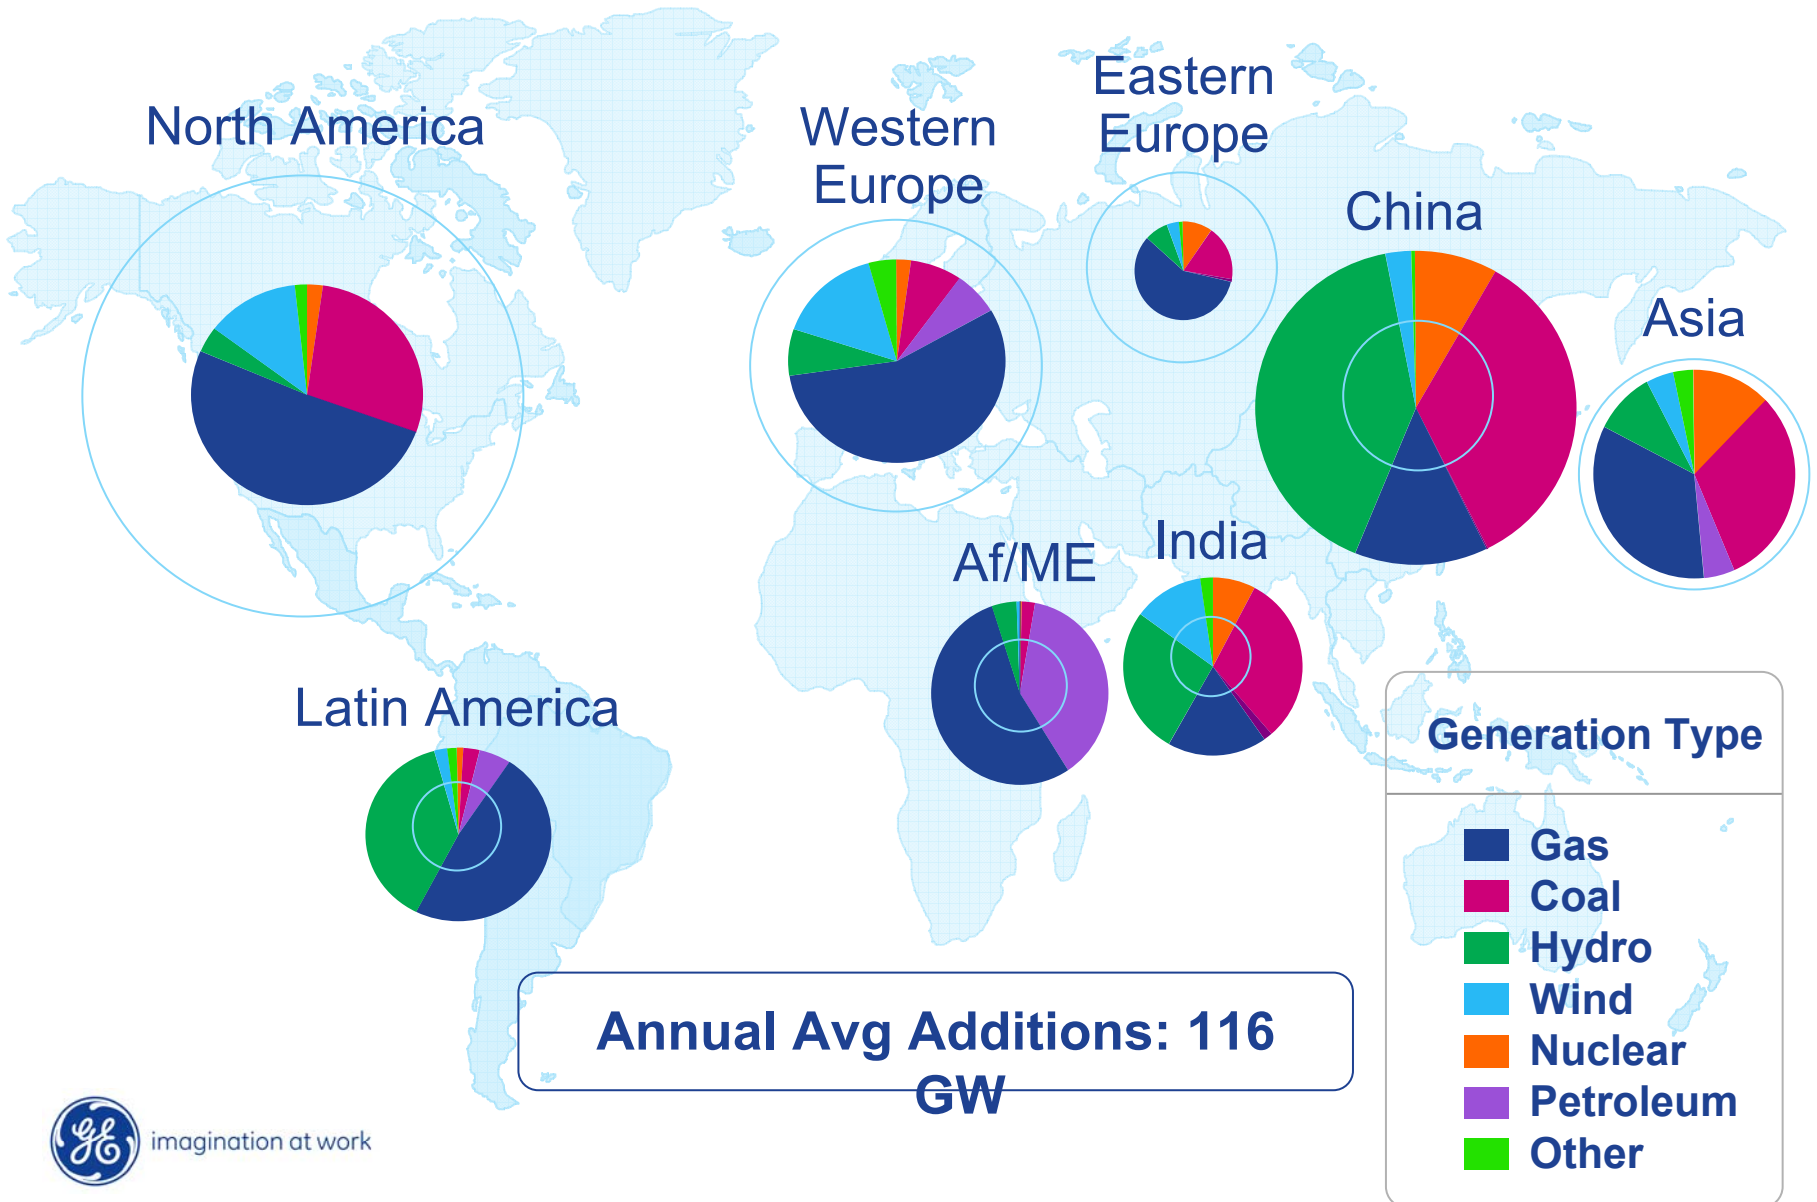 North America
Western
Europe
Eastern
Europe
China
Asia
Af/ME
India
Latin America
Generation Type
Gas
Coal
Hydro
Wind
Nuclear
Petroleum
Other
Annual Avg Additions: 116
GW
GE
imagination at work